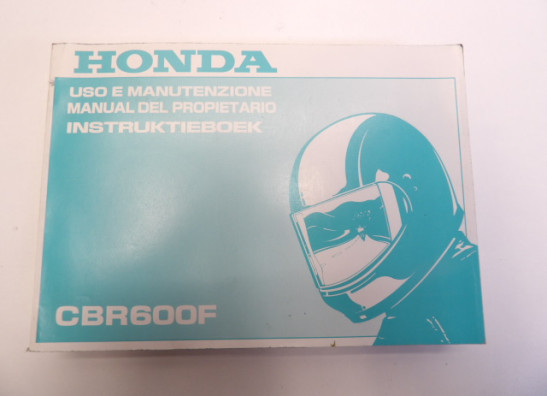 HONDA
USO E MANUTENZIONE
MANUAL DEL PROPIETARIO
INSTRUKTIEBOEK
CBR600F